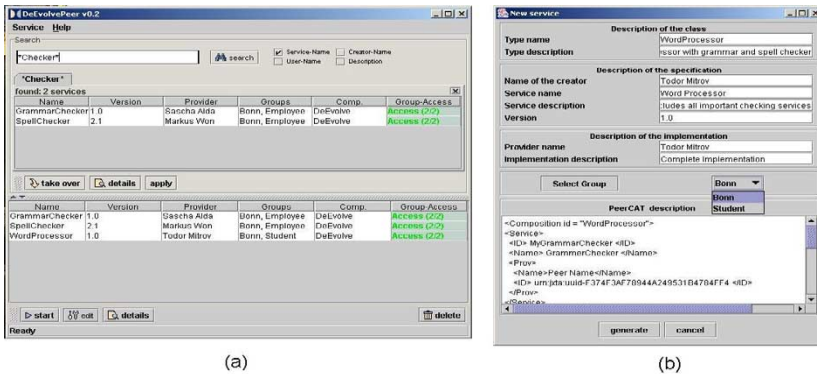 DeEvolvePeer v0.2
Service Help
Search
*Checker*
search
Service-Name Creator-Name
User-Name Description
*Checker*
found: 2 services
Name Version Provider Groups Comp. Group-Access
GrammarChecker 1.0 Sascha Alda Bonn, Employee DeEvolve Access (2/2)
SpellChecker 2.1 Markus Won Bonn, Employee DeEvolve Access (2/2)
take over details apply
Name Version Provider Groups Comp. Group-Access
GrammarChecker 1.0 Sascha Alda Bonn, Employee DeEvolve Access (2/2)
SpellChecker 2.1 Markus Won Bonn, Employee DeEvolve Access (2/2)
WordProcessor 1.0 Todor Mitrov Bonn, Student DeEvolve Access (2/2)
start edit details delete
Ready
(a)
New service
Description of the class
Type name WordProcessor
Type description essor with grammar and spell checker
Description of the specification
Name of the creator Todor Mitrov
Service name Word Processor
Service description cludes all important checking services
Version 1.0
Description of the implementation
Provider name Todor Mitrov
Implementation description Complete implementation
Select Group Bonn
Bonn
Student
PeerCAT description
<Composition id = "WordProcessor">
<Service>
<ID> MyGrammarChecker </ID>
<Name> GrammerChecker </Name>
<Prov>
<Name>Peer Name</Name>
</Prov>
</Service>
generate cancel
(b)